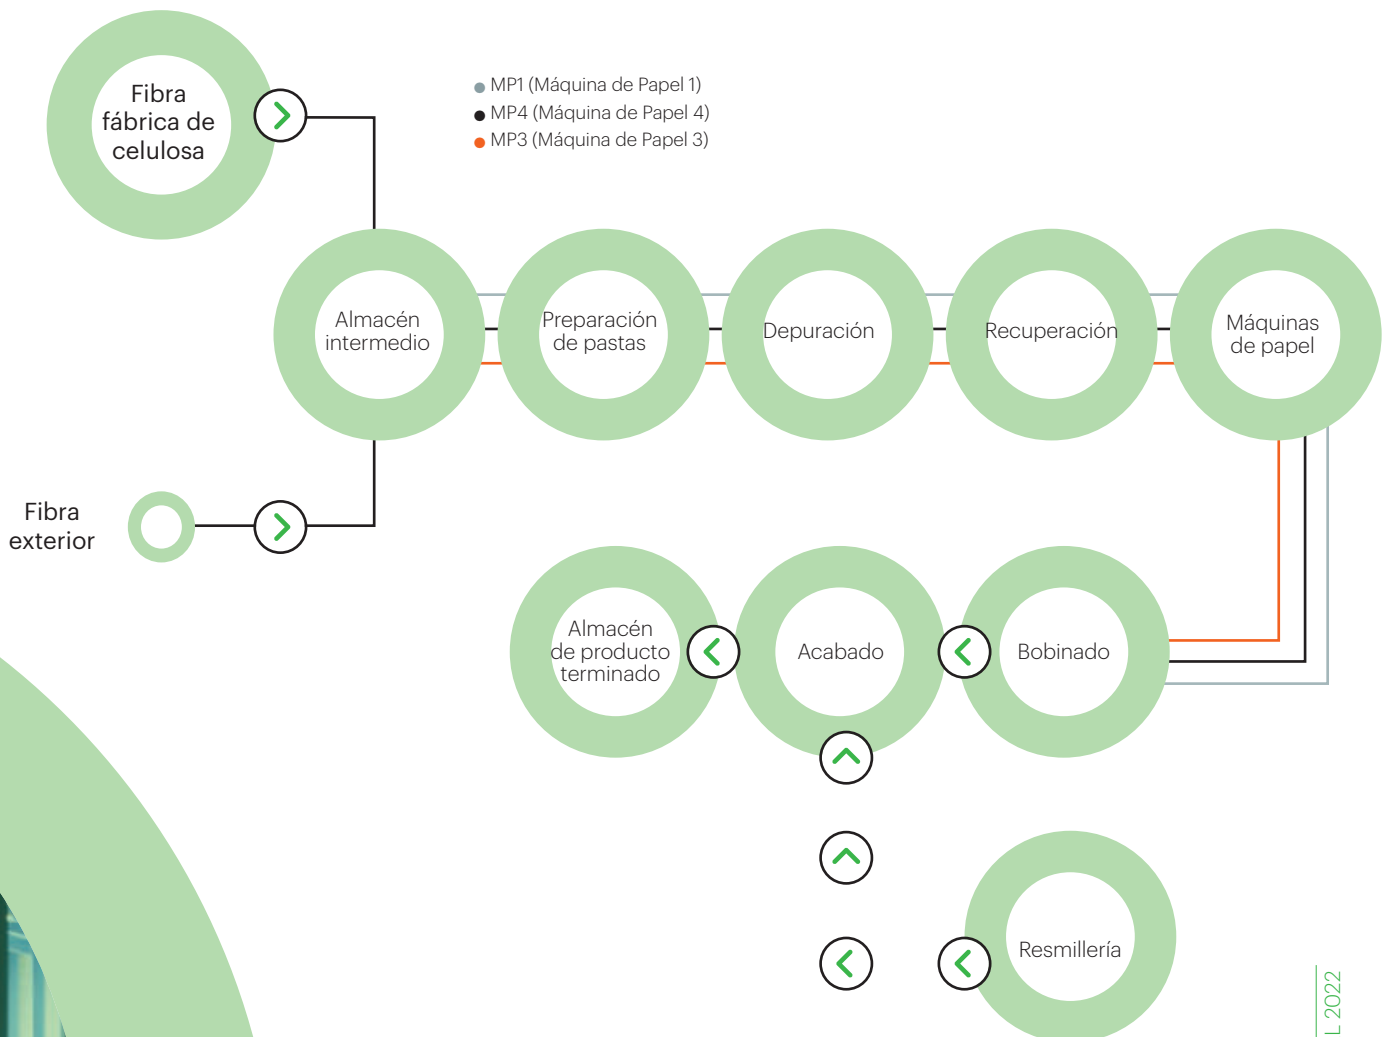 Fibra
fábrica de
celulosa
MP1 (Máquina de Papel 1)
MP4 (Máquina de Papel 4)
MP3 (Máquina de Papel 3)
Almacén
intermedio
Preparación
de pastas
Depuración
Recuperación
Máquinas
de papel
Fibra
exterior
Almacén
de producto
terminado
Acabado
Bobinado
Resmillería
L 2022